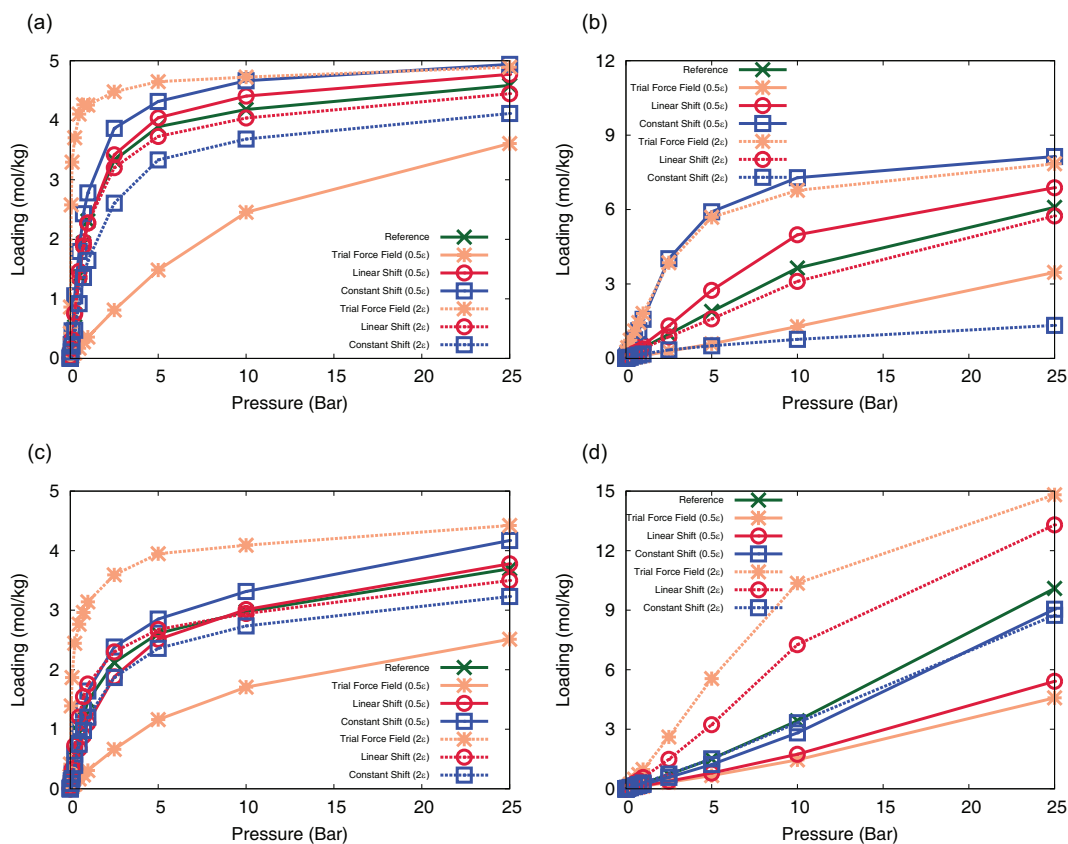 (a)
5
4
3
2
1
0
Loading (mol/kg)
Reference
Trial Force Field (0.5ε)
Linear Shift (0.5ε)
Constant Shift (0.5ε)
Trial Force Field (2ε)
Linear Shift (2ε)
Constant Shift (2ε)
0 5 10 15 20 25
Pressure (Bar)
(b)
12
9
6
3
0
Loading (mol/kg)
Reference
Trial Force Field (0.5ε)
Linear Shift (0.5ε)
Constant Shift (0.5ε)
Trial Force Field (2ε)
Linear Shift (2ε)
Constant Shift (2ε)
0 5 10 15 20 25
Pressure (Bar)
(c)
5
4
3
2
1
0
Loading (mol/kg)
Reference
Trial Force Field (0.5ε)
Linear Shift (0.5ε)
Constant Shift (0.5ε)
Trial Force Field (2ε)
Linear Shift (2ε)
Constant Shift (2ε)
0 5 10 15 20 25
Pressure (Bar)
(d)
15
12
9
6
3
0
Loading (mol/kg)
Reference
Trial Force Field (0.5ε)
Linear Shift (0.5ε)
Constant Shift (0.5ε)
Trial Force Field (2ε)
Linear Shift (2ε)
Constant Shift (2ε)
0 5 10 15 20 25
Pressure (Bar)